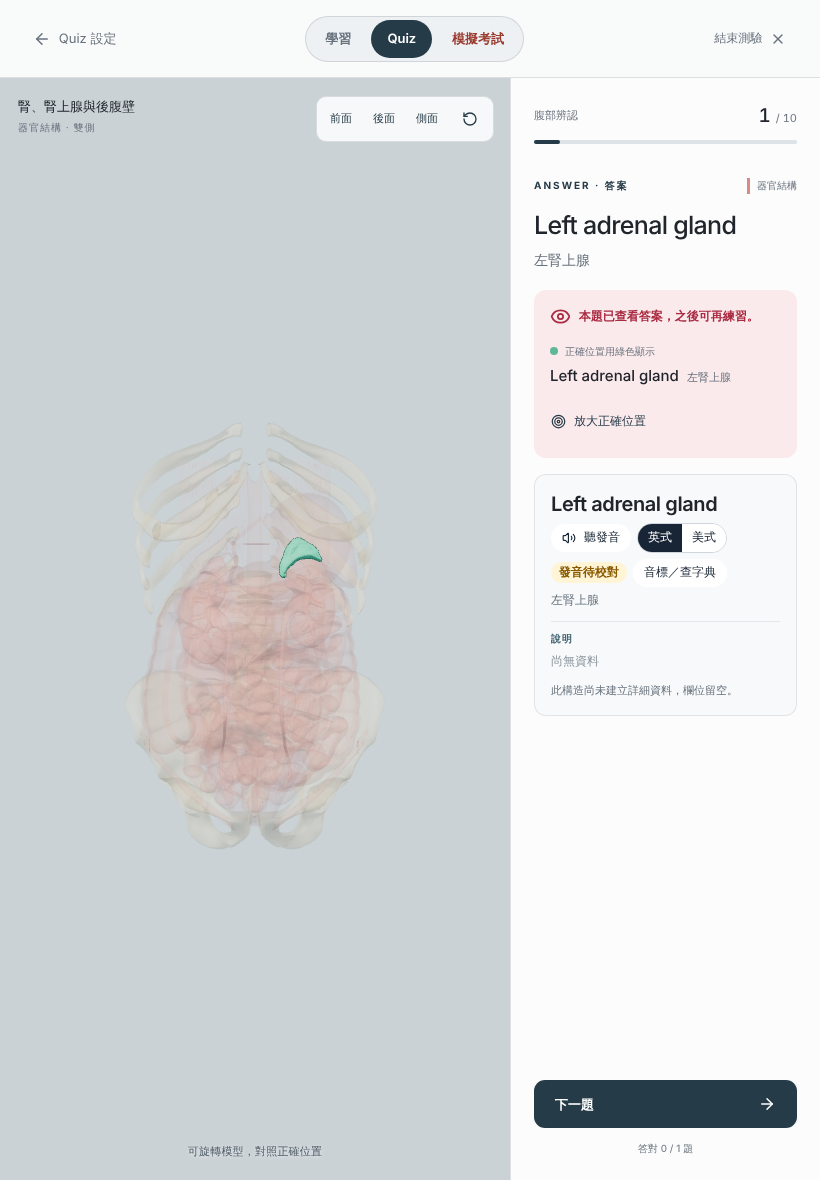 Quiz 設定
學習
Quiz
模擬考試
結束測驗
腎、腎上腺與後腹壁
器官結構 · 雙側
前面
後面
側面
可旋轉模型，對照正確位置
腹部辨認
1 / 10
ANSWER · 答案
器官結構
Left adrenal gland
左腎上腺
本題已查看答案，之後可再練習。
正確位置用綠色顯示
Left adrenal gland 左腎上腺
放大正確位置
Left adrenal gland
聽發音
英式
美式
發音待校對
音標／查字典
左腎上腺
說明
尚無資料
此構造尚未建立詳細資料，欄位留空。
下一題
答對 0 / 1 題